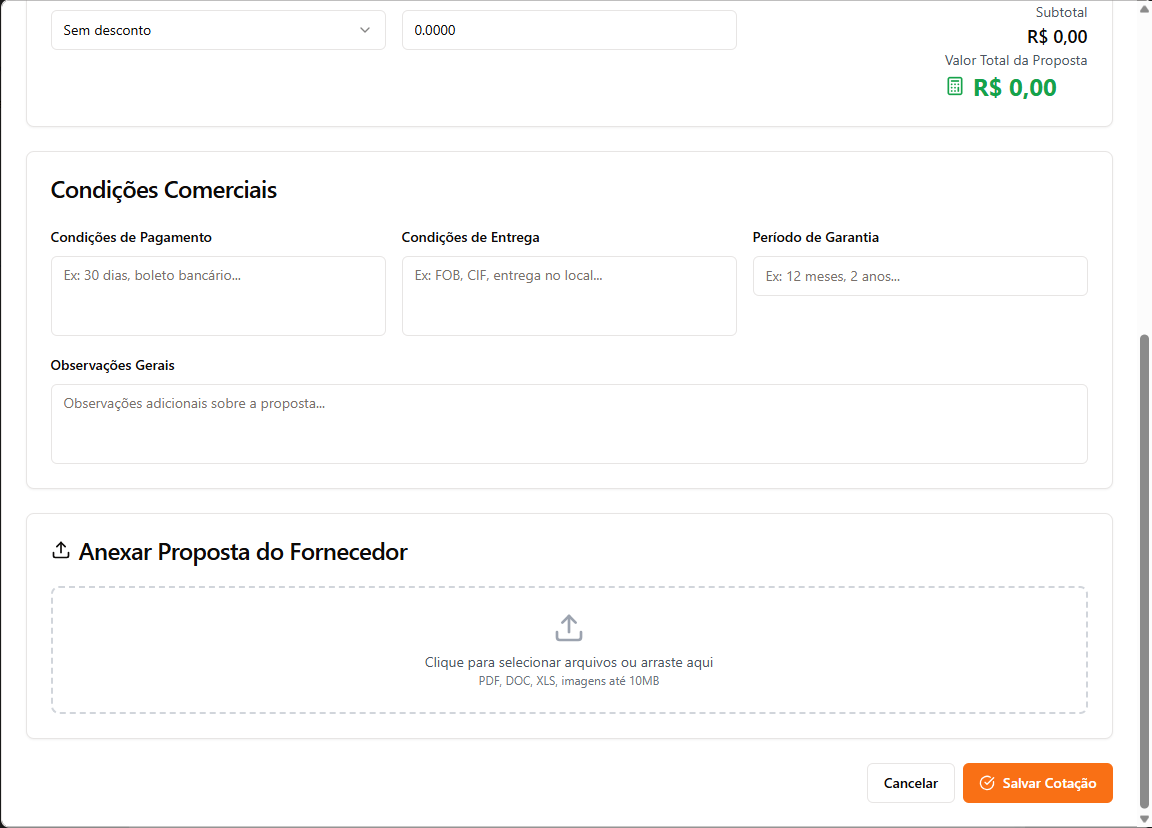 Sem desconto
0.0000
Subtotal
R$ 0,00
Valor Total da Proposta
R$ 0,00
Condições Comerciais
Condições de Pagamento
Condições de Entrega
Período de Garantia
Ex: 30 dias, boleto bancário...
Ex: FOB, CIF, entrega no local...
Ex: 12 meses, 2 anos...
Observações Gerais
Observações adicionais sobre a proposta...
Anexar Proposta do Fornecedor
Clique para selecionar arquivos ou arraste aqui
PDF, DOC, XLS, imagens até 10MB
Cancelar
Salvar Cotação